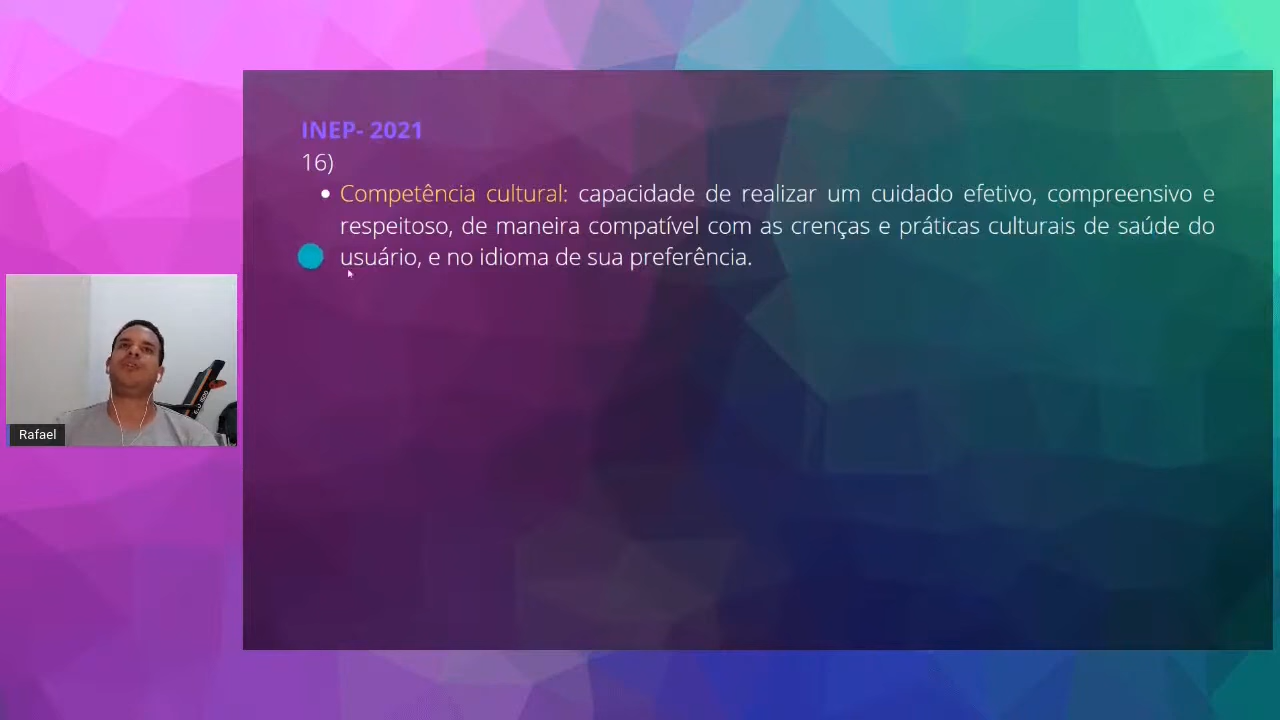 INEP- 2021
16)
• Competência cultural: capacidade de realizar um cuidado efetivo, compreensivo e
respeitoso, de maneira compatível com as crenças e práticas culturais de saúde do
usuário, e no idioma de sua preferência.
Rafael